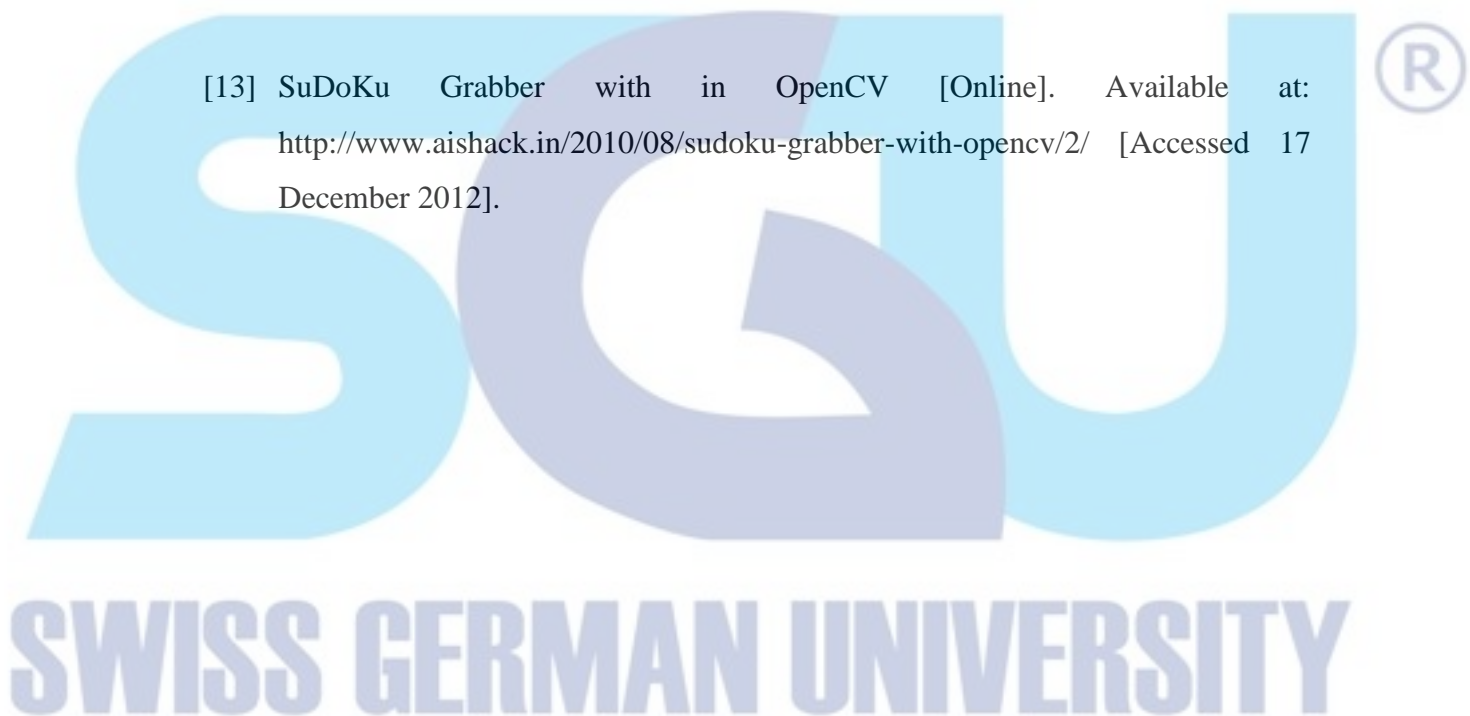 [13] SuDoKu Grabber with in OpenCV [Online]. Available at:
http://www.aishack.in/2010/08/sudoku-grabber-with-opencv/2/ [Accessed 17
December 2012].
SGU
®
SWISS GERMAN UNIVERSITY